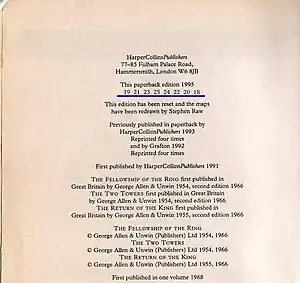 HarperCollinsPublishers
77–85 Fulham Palace Road,
Hammersmith, London W6 8JB
This paperback edition 1995
19 21 23 25 24 22 20 18
This edition has been reset and the maps
have been redrawn by Stephen Raw
Previously published in paperback by
HarperCollinsPublishers 1993
Reprinted four times
and by Grafton 1992
Reprinted four times
First published by HarperCollinsPublishers 1991
THE FELLOWSHIP OF THE RING first published in
Great Britain by George Allen & Unwin 1954, second edition 1966
THE TWO TOWERS first published in Great Britain
by George Allen & Unwin 1954, second edition 1966
THE RETURN OF THE KING first published in
Great Britain by George Allen & Unwin 1955, second edition 1966
THE FELLOWSHIP OF THE RING
© George Allen & Unwin (Publishers) Ltd 1954, 1966
THE TWO TOWERS
© George Allen & Unwin (Publishers) Ltd 1954, 1966
THE RETURN OF THE KING
© George Allen & Unwin (Publishers) Ltd 1955, 1966
First published in one volume 1968